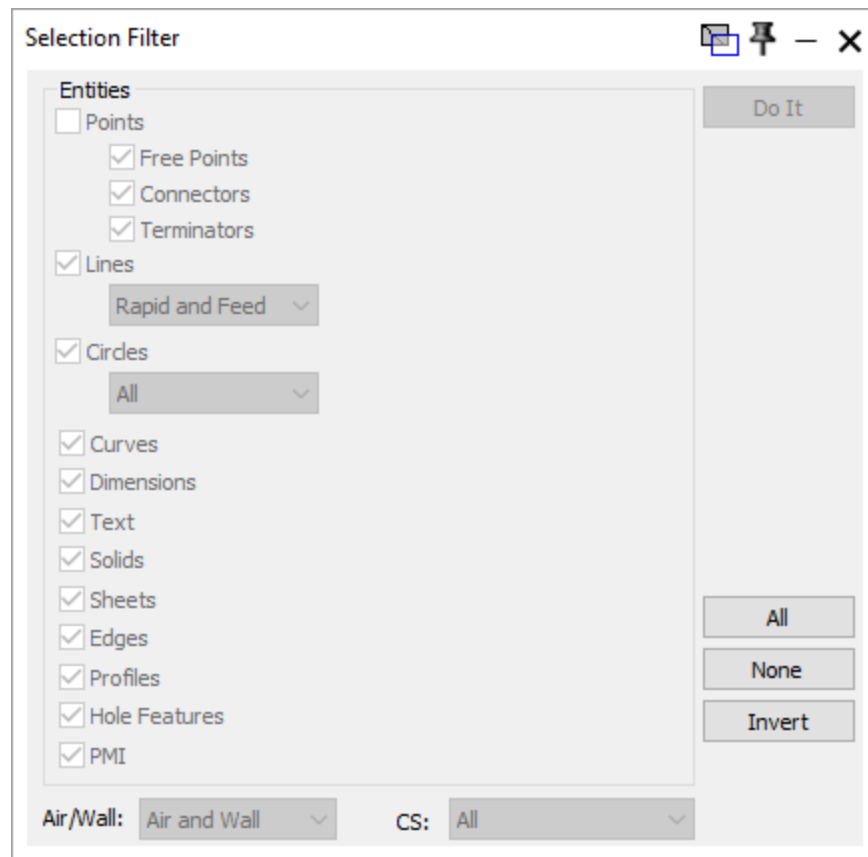 Selection Filter
Entities
Do It
Points
Free Points
Connectors
Terminators
Lines
Rapid and Feed
Circles
All
Curves
Dimensions
Text
Solids
Sheets
Edges
Profiles
Hole Features
PMI
All
None
Invert
Air/Wall: Air and Wall CS: All